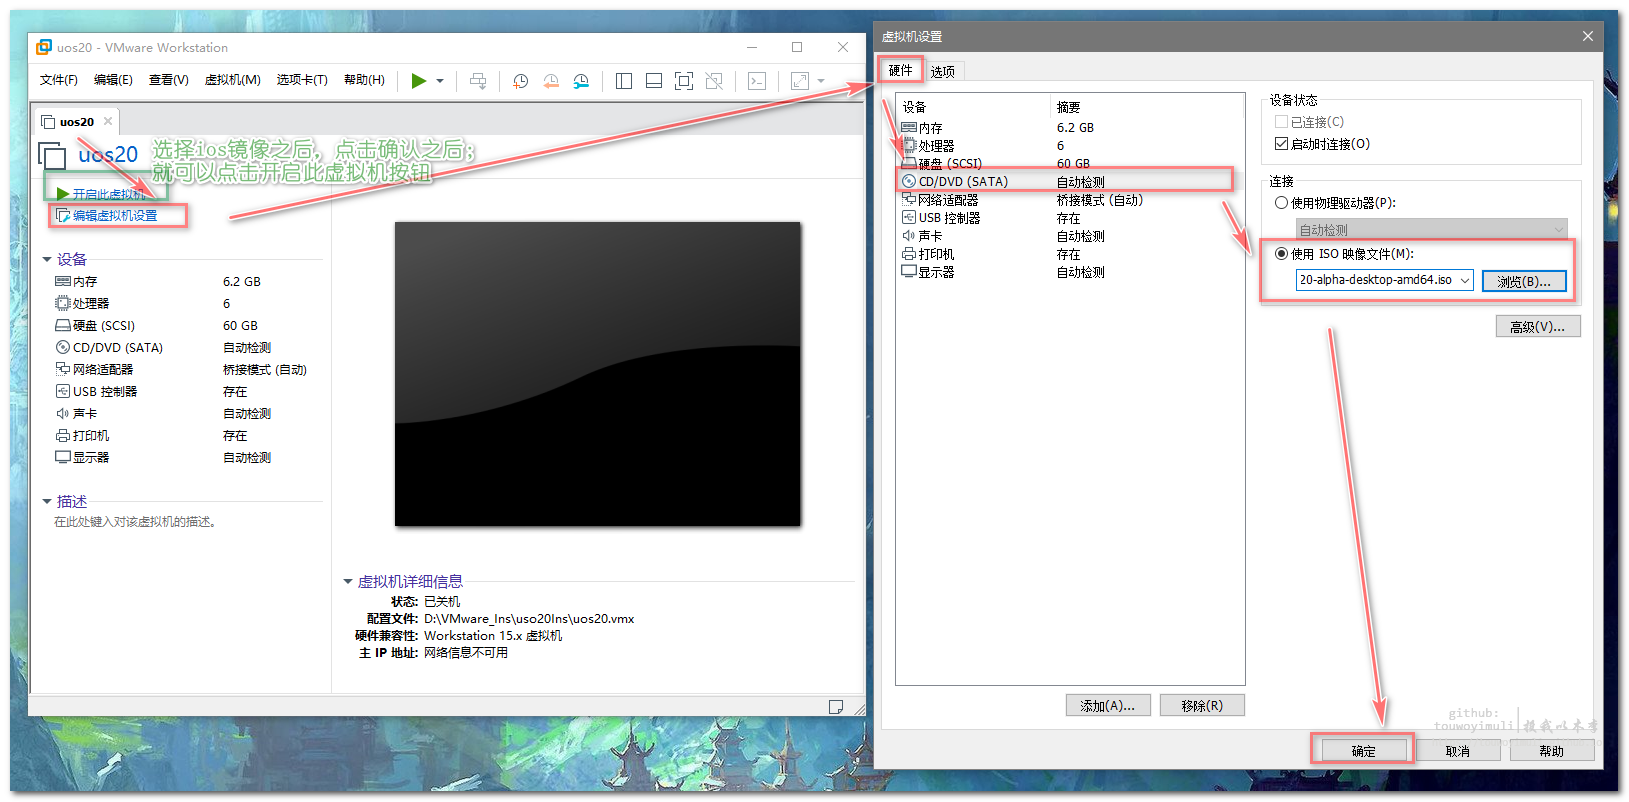 uos20 - VMware Workstation
文件(F) 编辑(E) 查看(V) 虚拟机(M) 选项卡(T) 帮助(H)
uos20
uos20
选择ios镜像之后，点击确认之后；
就可以点击开启此虚拟机按钮
开启此虚拟机
编辑虚拟机设置
设备
内存 6.2 GB
处理器 6
硬盘 (SCSI) 60 GB
CD/DVD (SATA) 自动检测
网络适配器 桥接模式 (自动)
USB 控制器 存在
声卡 自动检测
打印机 存在
显示器 自动检测
描述
在此处键入对该虚拟机的描述。
虚拟机详细信息
状态: 已关机
配置文件: D:\VMware_Ins\uso20Ins\uos20.vmx
硬件兼容性: Workstation 15.x 虚拟机
主 IP 地址: 网络信息不可用
虚拟机设置
硬件 选项
设备 摘要
内存 6.2 GB
处理器 6
硬盘 (SCSI) 60 GB
CD/DVD (SATA) 自动检测
网络适配器 桥接模式 (自动)
USB 控制器 存在
声卡 自动检测
打印机 存在
显示器 自动检测
添加(A)... 移除(R)
设备状态
已连接(C)
启动时连接(O)
连接
使用物理驱动器(P):
自动检测
使用 ISO 映像文件(M):
20-alpha-desktop-amd64.iso 浏览(B)...
高级(V)...
github:
touwoyimuli 投我以木李
确定 取消 帮助